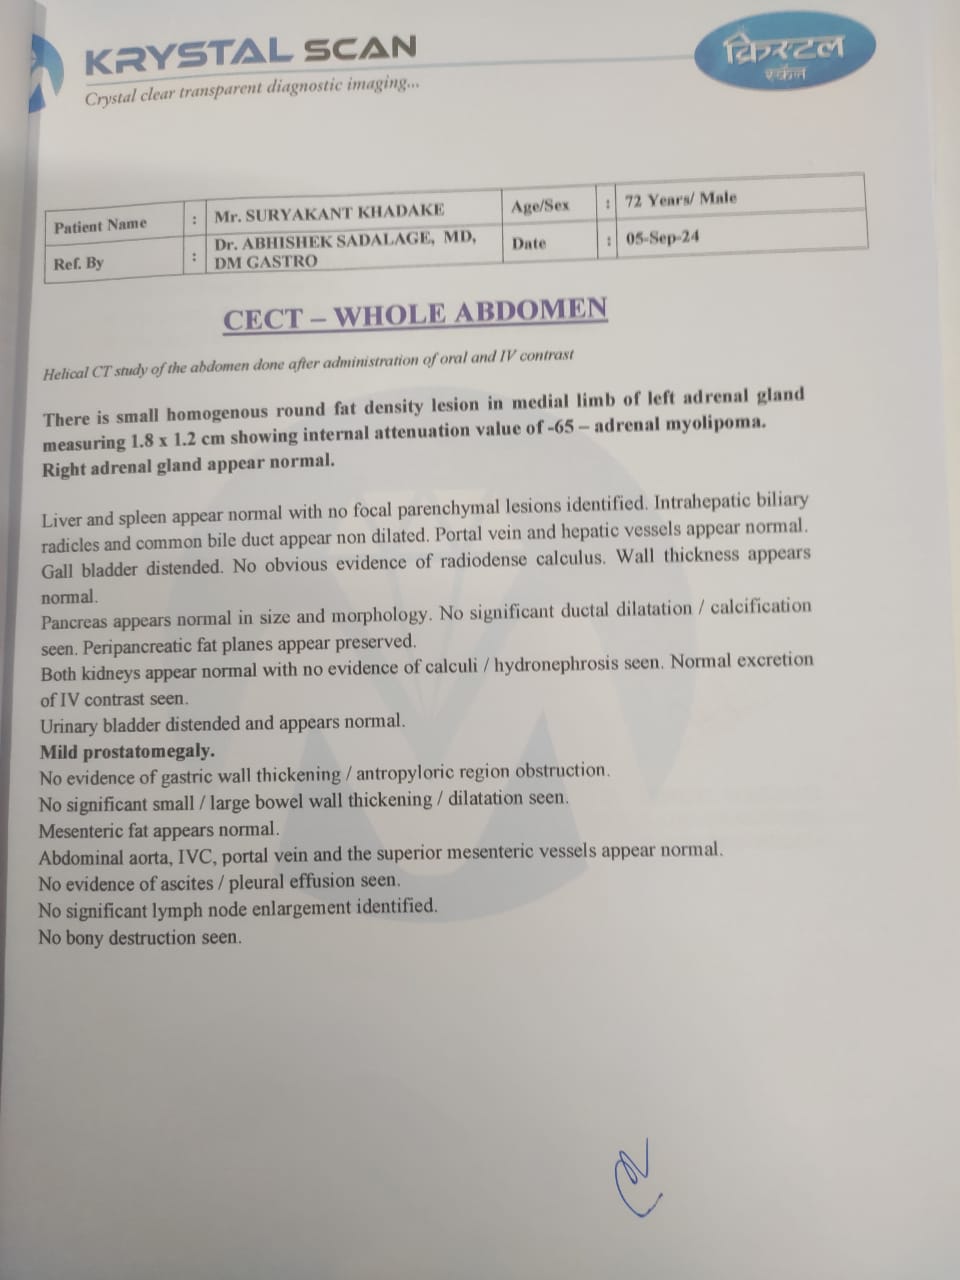 KRYSTAL SCAN
Crystal clear transparent diagnostic imaging...
क्रिस्टल
स्कॅन
Patient Name : Mr. SURYAKANT KHADAKE Age/Sex : 72 Years/ Male
Ref. By : Dr. ABHISHEK SADALAGE, MD, Date : 05-Sep-24
DM GASTRO
CECT – WHOLE ABDOMEN
Helical CT study of the abdomen done after administration of oral and IV contrast
There is small homogenous round fat density lesion in medial limb of left adrenal gland
measuring 1.8 x 1.2 cm showing internal attenuation value of -65 – adrenal myolipoma.
Right adrenal gland appear normal.
Liver and spleen appear normal with no focal parenchymal lesions identified. Intrahepatic biliary
radicles and common bile duct appear non dilated. Portal vein and hepatic vessels appear normal.
Gall bladder distended. No obvious evidence of radiodense calculus. Wall thickness appears
normal.
Pancreas appears normal in size and morphology. No significant ductal dilatation / calcification
seen. Peripancreatic fat planes appear preserved.
Both kidneys appear normal with no evidence of calculi / hydronephrosis seen. Normal excretion
of IV contrast seen.
Urinary bladder distended and appears normal.
Mild prostatomegaly.
No evidence of gastric wall thickening / antropyloric region obstruction.
No significant small / large bowel wall thickening / dilatation seen.
Mesenteric fat appears normal.
Abdominal aorta, IVC, portal vein and the superior mesenteric vessels appear normal.
No evidence of ascites / pleural effusion seen.
No significant lymph node enlargement identified.
No bony destruction seen.